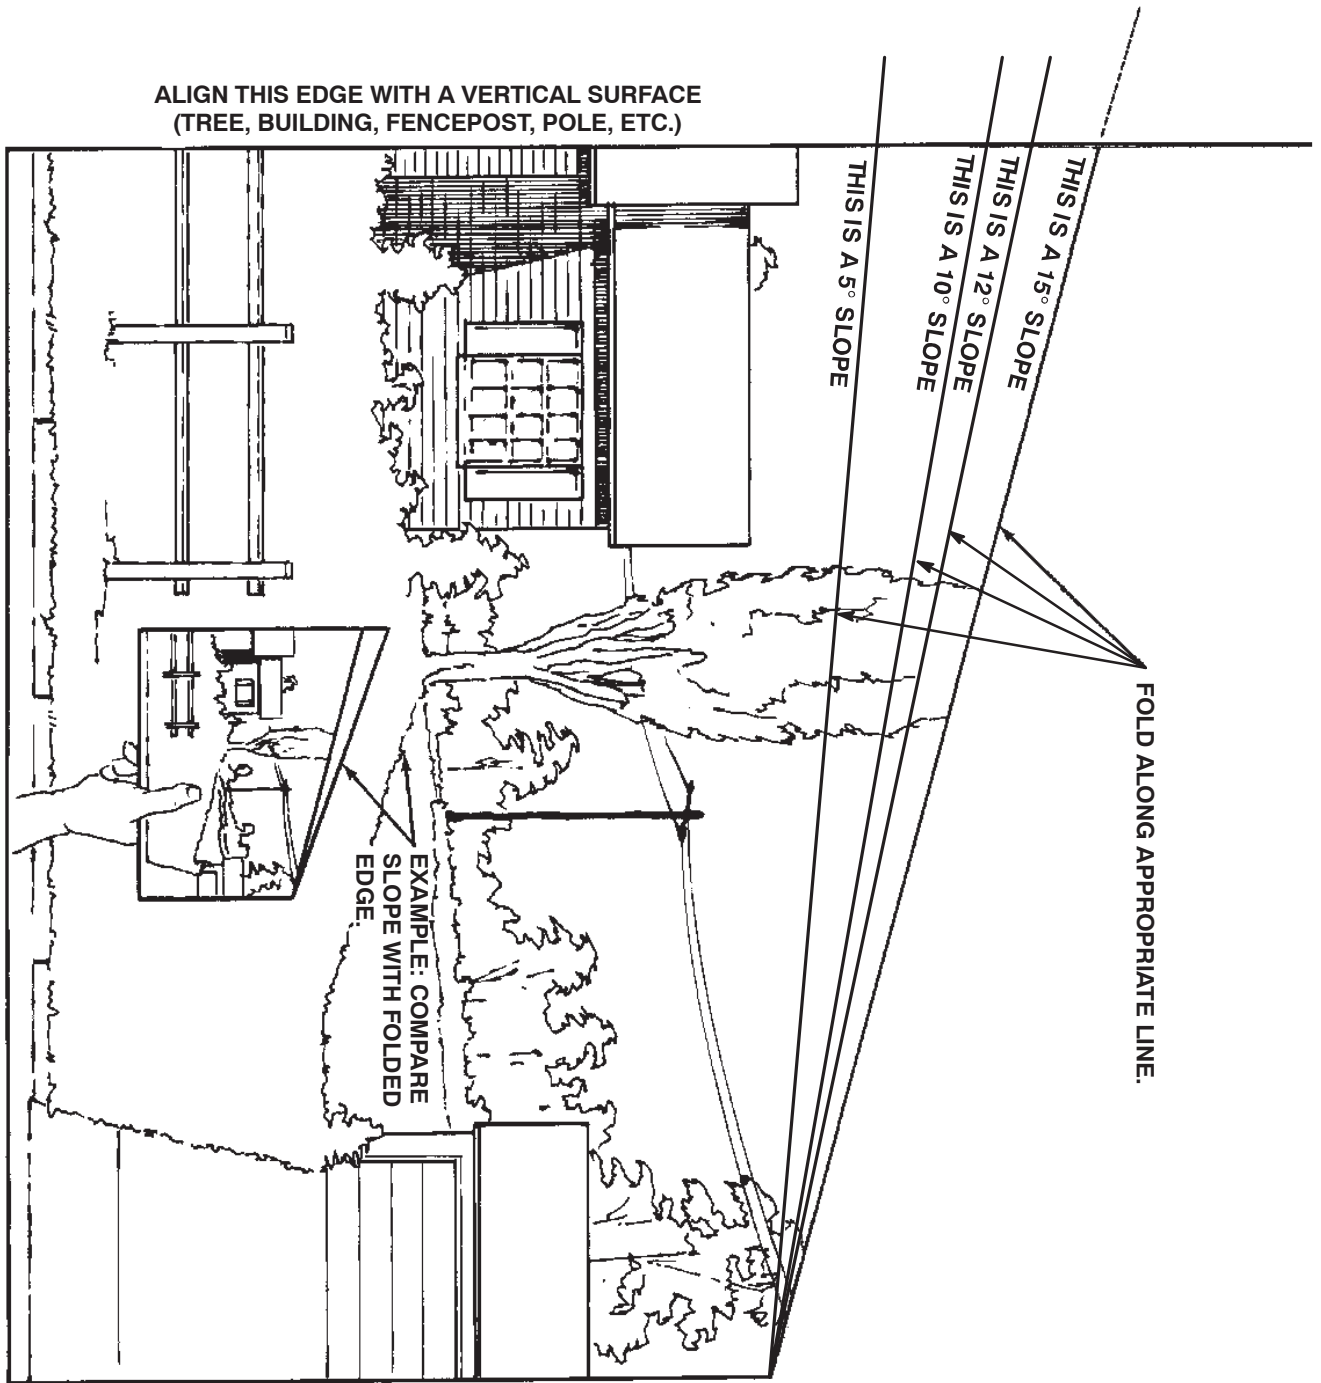 ALIGN THIS EDGE WITH A VERTICAL SURFACE
(TREE, BUILDING, FENCEPOST, POLE, ETC.)
THIS IS A 5° SLOPE
THIS IS A 10° SLOPE
THIS IS A 12° SLOPE
THIS IS A 15° SLOPE
FOLD ALONG APPROPRIATE LINE.
EXAMPLE: COMPARE
SLOPE WITH FOLDED
EDGE.